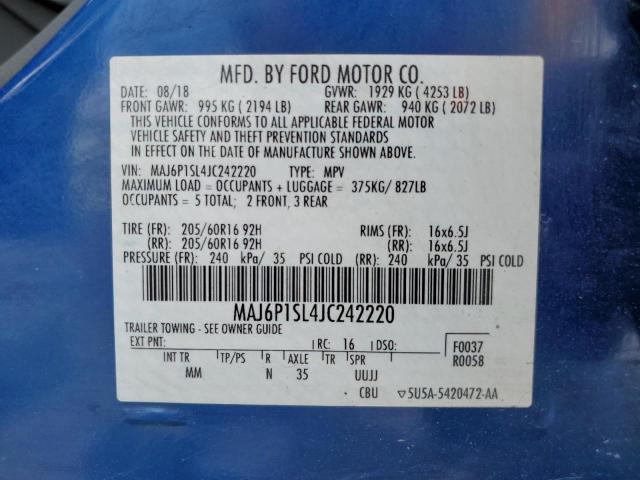 MFD. BY FORD MOTOR CO.
DATE: 08/18 GVWR: 1929 KG ( 4253 LB)
FRONT GAWR: 995 KG ( 2194 LB) REAR GAWR: 940 KG ( 2072 LB)
THIS VEHICLE CONFORMS TO ALL APPLICABLE FEDERAL MOTOR
VEHICLE SAFETY AND THEFT PREVENTION STANDARDS
IN EFFECT ON THE DATE OF MANUFACTURE SHOWN ABOVE.
VIN: MAJ6P1SL4JC242220 TYPE: MPV
MAXIMUM LOAD = OCCUPANTS + LUGGAGE = 375KG/ 827LB
OCCUPANTS = 5 TOTAL; 2 FRONT, 3 REAR
TIRE (FR): 205/60R16 92H RIMS (FR): 16x6.5J
(RR): 205/60R16 92H (RR): 16x6.5J
PRESSURE (FR): 240 kPa/ 35 PSI COLD (RR): 240 kPa/ 35 PSI COLD
MAJ6P1SL4JC242220
TRAILER TOWING - SEE OWNER GUIDE
EXT PNT: RC: 16 DSO: F0037
R0058
INT TR TP/PS R AXLE TR SPR
MM N 35 UUJJ
CBU ▽5U5A-5420472-AA